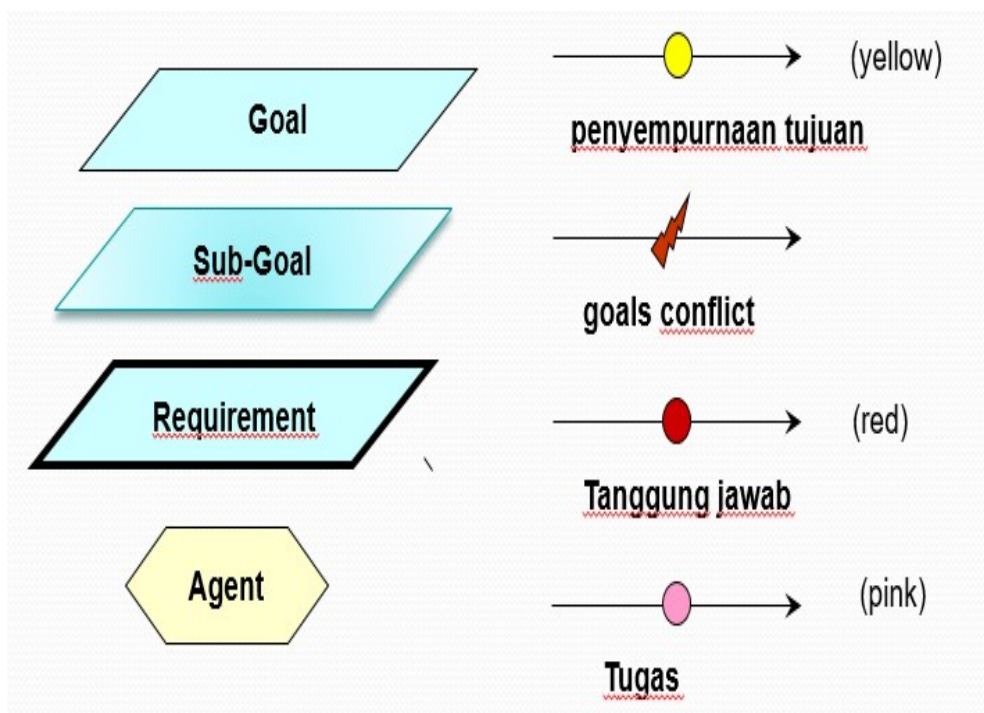 Goal
Sub-Goal
Requirement
Agent
(yellow)
penyempurnaan tujuan
goals conflict
(red)
Tanggung jawab
(pink)
Tugas